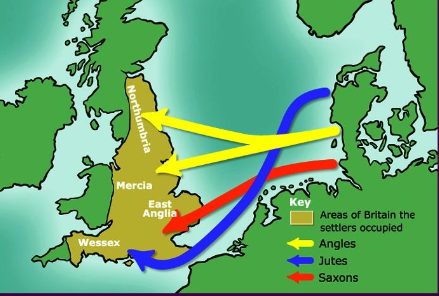 Northumbria
Mercia
East
Anglia
Wessex
Key
Areas of Britain the
settlers occupied
Angles
Jutes
Saxons